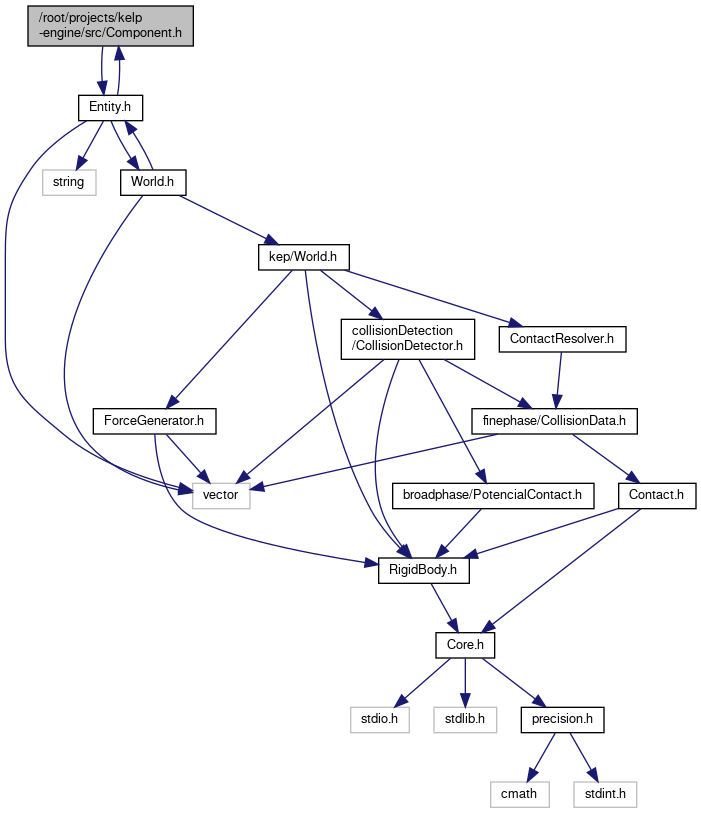 /root/projects/kelp
-engine/src/Component.h
Entity.h
string
World.h
kep/World.h
collisionDetection
/CollisionDetector.h
ContactResolver.h
ForceGenerator.h
finephase/CollisionData.h
vector
broadphase/PotencialContact.h
Contact.h
RigidBody.h
Core.h
stdio.h
stdlib.h
precision.h
cmath
stdint.h